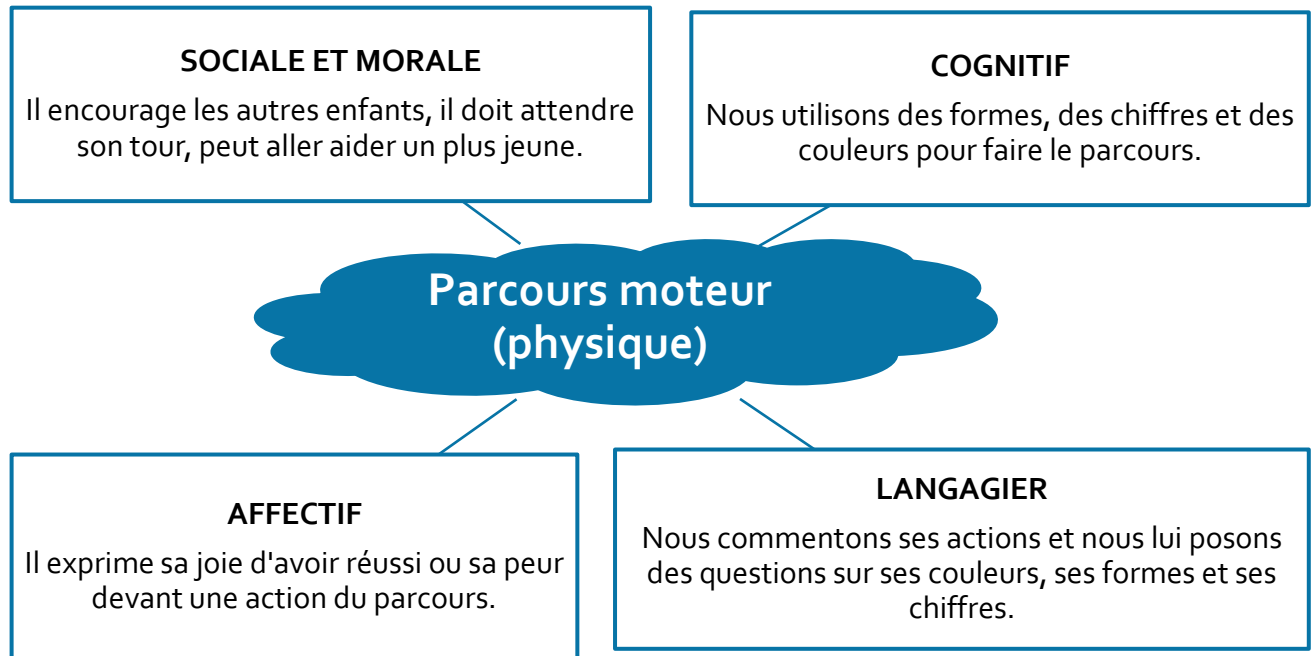 SOCIALE ET MORALE
Il encourage les autres enfants, il doit attendre
son tour, peut aller aider un plus jeune.
COGNITIF
Nous utilisons des formes, des chiffres et des
couleurs pour faire le parcours.
Parcours moteur
(physique)
AFFECTIF
Il exprime sa joie d'avoir réussi ou sa peur
devant une action du parcours.
LANGAGIER
Nous commentons ses actions et nous lui posons
des questions sur ses couleurs, ses formes et ses
chiffres.